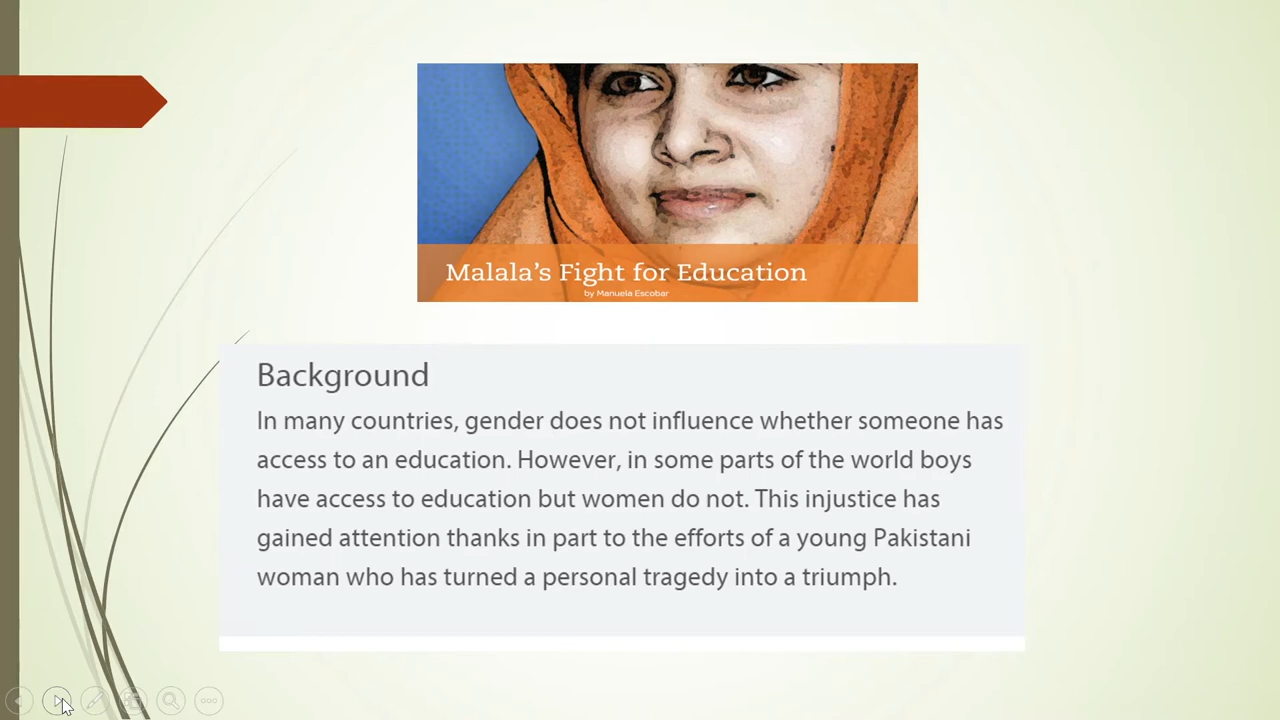 Malala's Fight for Education
by Manuela Escobar
Background
In many countries, gender does not influence whether someone has
access to an education. However, in some parts of the world boys
have access to education but women do not. This injustice has
gained attention thanks in part to the efforts of a young Pakistani
woman who has turned a personal tragedy into a triumph.